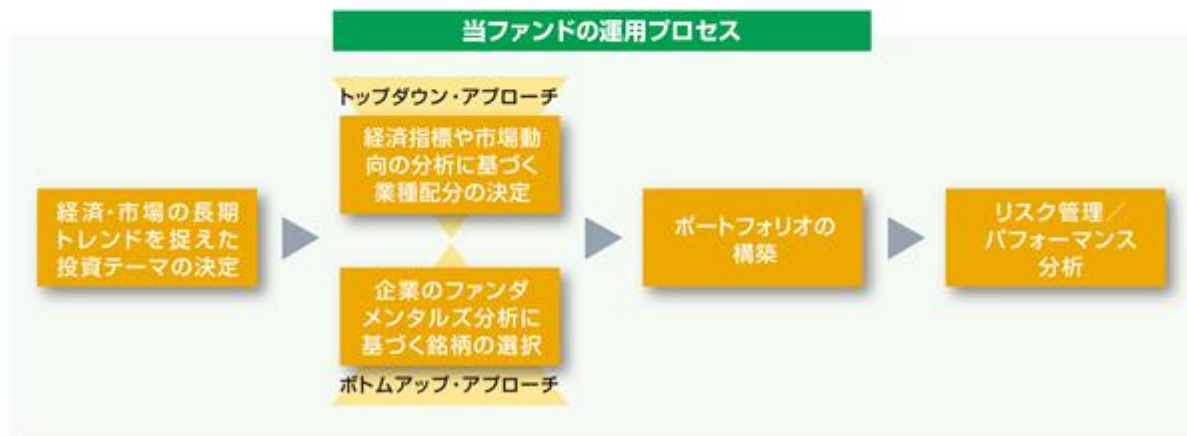 当ファンドの運用プロセス
経済・市場の長期
トレンドを捉えた
投資テーマの決定
トップダウン・アプローチ
経済指標や市場動
向の分析に基づく
業種配分の決定
企業のファンダ
メンタルズ分析に
基づく銘柄の選択
ボトムアップ・アプローチ
ポートフォリオの
構築
リスク管理／
パフォーマンス
分析